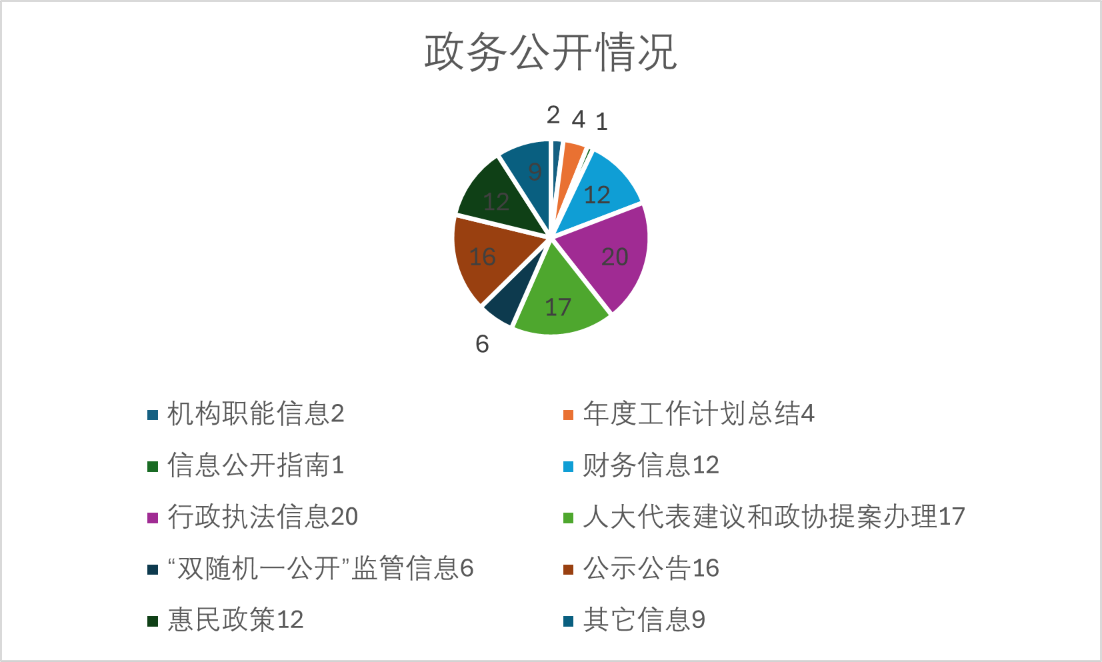 政务公开情况
2
4
1
12
20
17
6
16
12
9
机构职能信息2
年度工作计划总结4
信息公开指南1
财务信息12
行政执法信息20
人大代表建议和政协提案办理17
“双随机一公开”监管信息6
公示公告16
惠民政策12
其它信息9